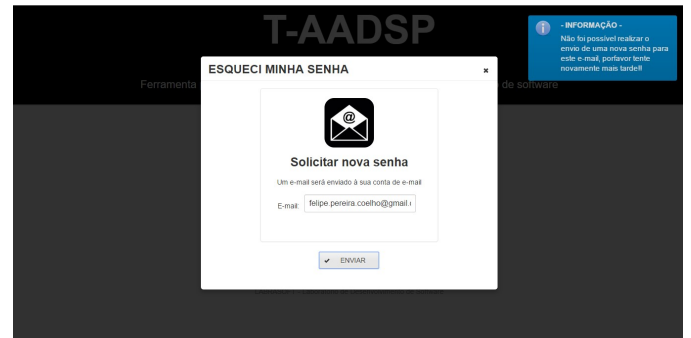 T-AADSP
- INFORMAÇÃO -
Não foi possível realizar o
envio de uma nova senha para
este e-mail, porfavor tente
novamente mais tarde!!
ESQUECI MINHA SENHA
Ferramenta
de software
Solicitar nova senha
Um e-mail será enviado à sua conta de e-mail
E-mail: felipe.pereira.coelho@gmail.
ENVIAR